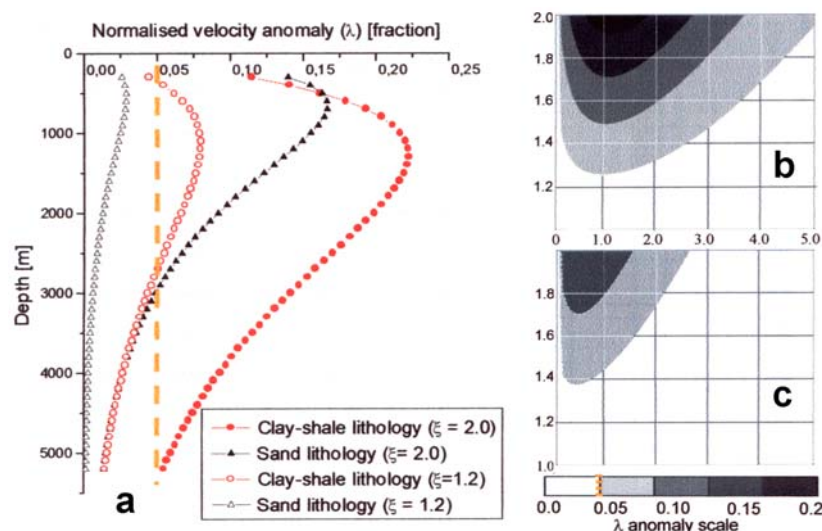 Normalised velocity anomaly (λ) [fraction]
0,00 0,05 0,10 0,15 0,20 0,25
0
1000
2000
3000
4000
5000
Depth [m]
Clay-shale lithology (ξ = 2.0)
Sand lithology (ξ= 2.0)
Clay-shale lithology (ξ=1.2)
Sand lithology (ξ = 1.2)
a
2.0
1.8
1.6
1.4
1.2
0 1.0 2.0 3.0 4.0 5.0
b
1.8
1.6
1.4
1.2
1.0
c
0.0 0.05 0.10 0.15 0.2
λ anomaly scale